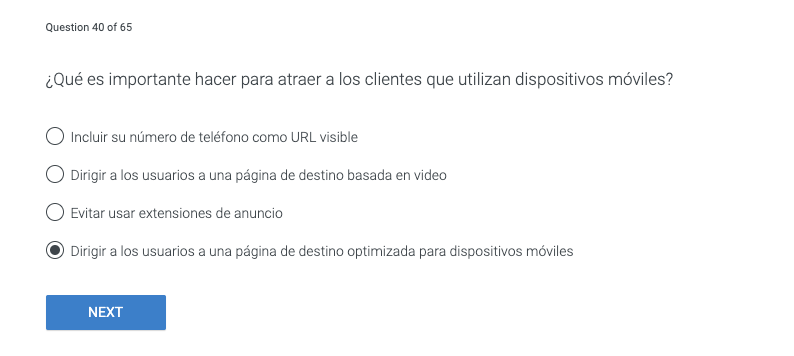 Question 40 of 65
¿Qué es importante hacer para atraer a los clientes que utilizan dispositivos móviles?
Incluir su número de teléfono como URL visible
Dirigir a los usuarios a una página de destino basada en video
Evitar usar extensiones de anuncio
Dirigir a los usuarios a una página de destino optimizada para dispositivos móviles
NEXT